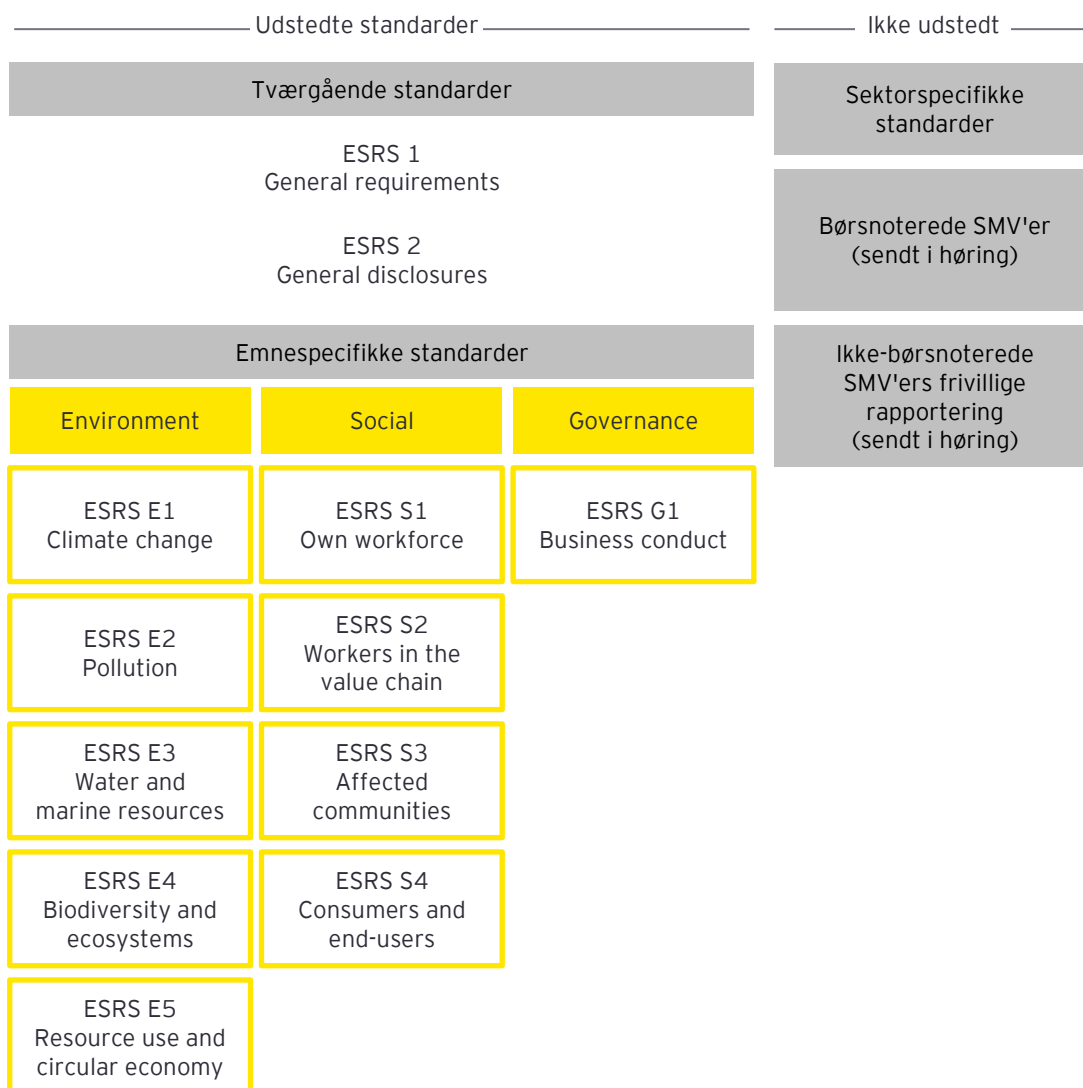 Udstedte standarder
Tværgående standarder
ESRS 1
General requirements
ESRS 2
General disclosures
Emnespecifikke standarder
Environment
Social
Governance
ESRS E1
Climate change
ESRS S1
Own workforce
ESRS G1
Business conduct
ESRS E2
Pollution
ESRS S2
Workers in the
value chain
ESRS E3
Water and
marine resources
ESRS S3
Affected
communities
ESRS E4
Biodiversity and
ecosystems
ESRS S4
Consumers and
end-users
ESRS E5
Resource use and
circular economy
Ikke udstedt
Sektorspecifikke
standarder
Børsnoterede SMV'er
(sendt i høring)
Ikke-børsnoterede
SMV'ers frivillige
rapportering
(sendt i høring)